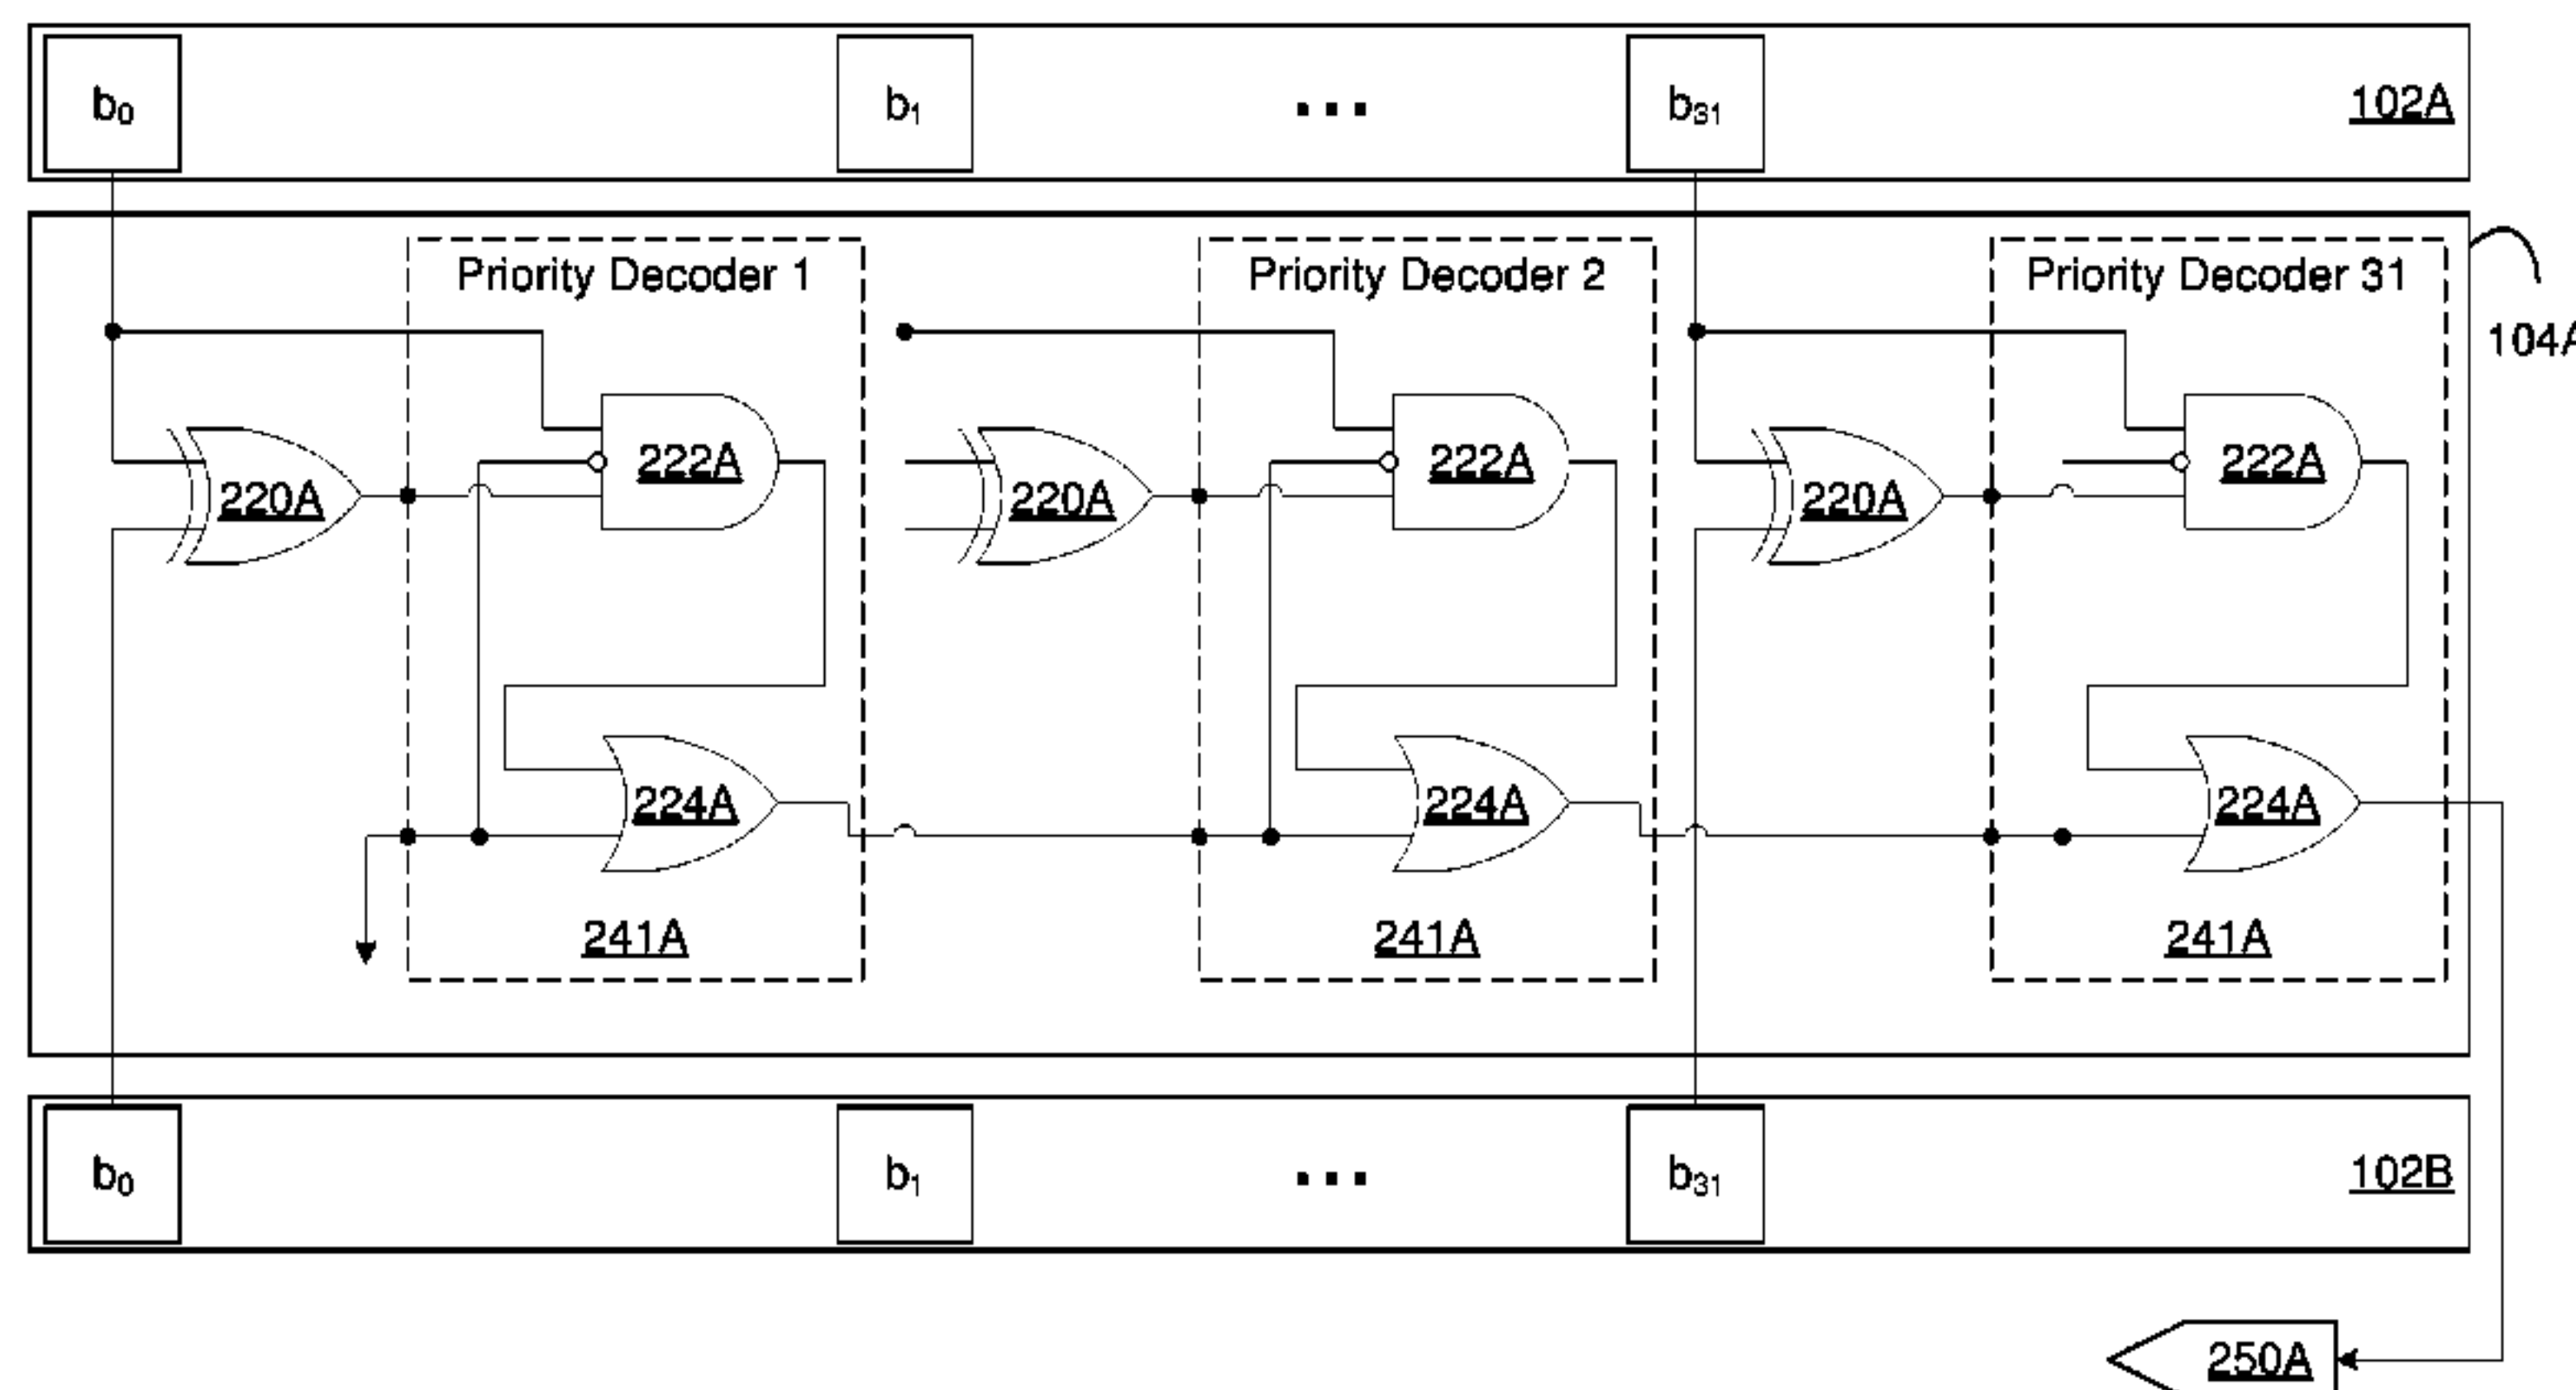 b₀ b₁ ... b₃₁ 102A
Priority Decoder 1 Priority Decoder 2 Priority Decoder 31
104A
220A 222A 220A 222A 220A 222A
224A 224A 224A
241A 241A 241A
b₀ b₁ ... b₃₁ 102B
250A